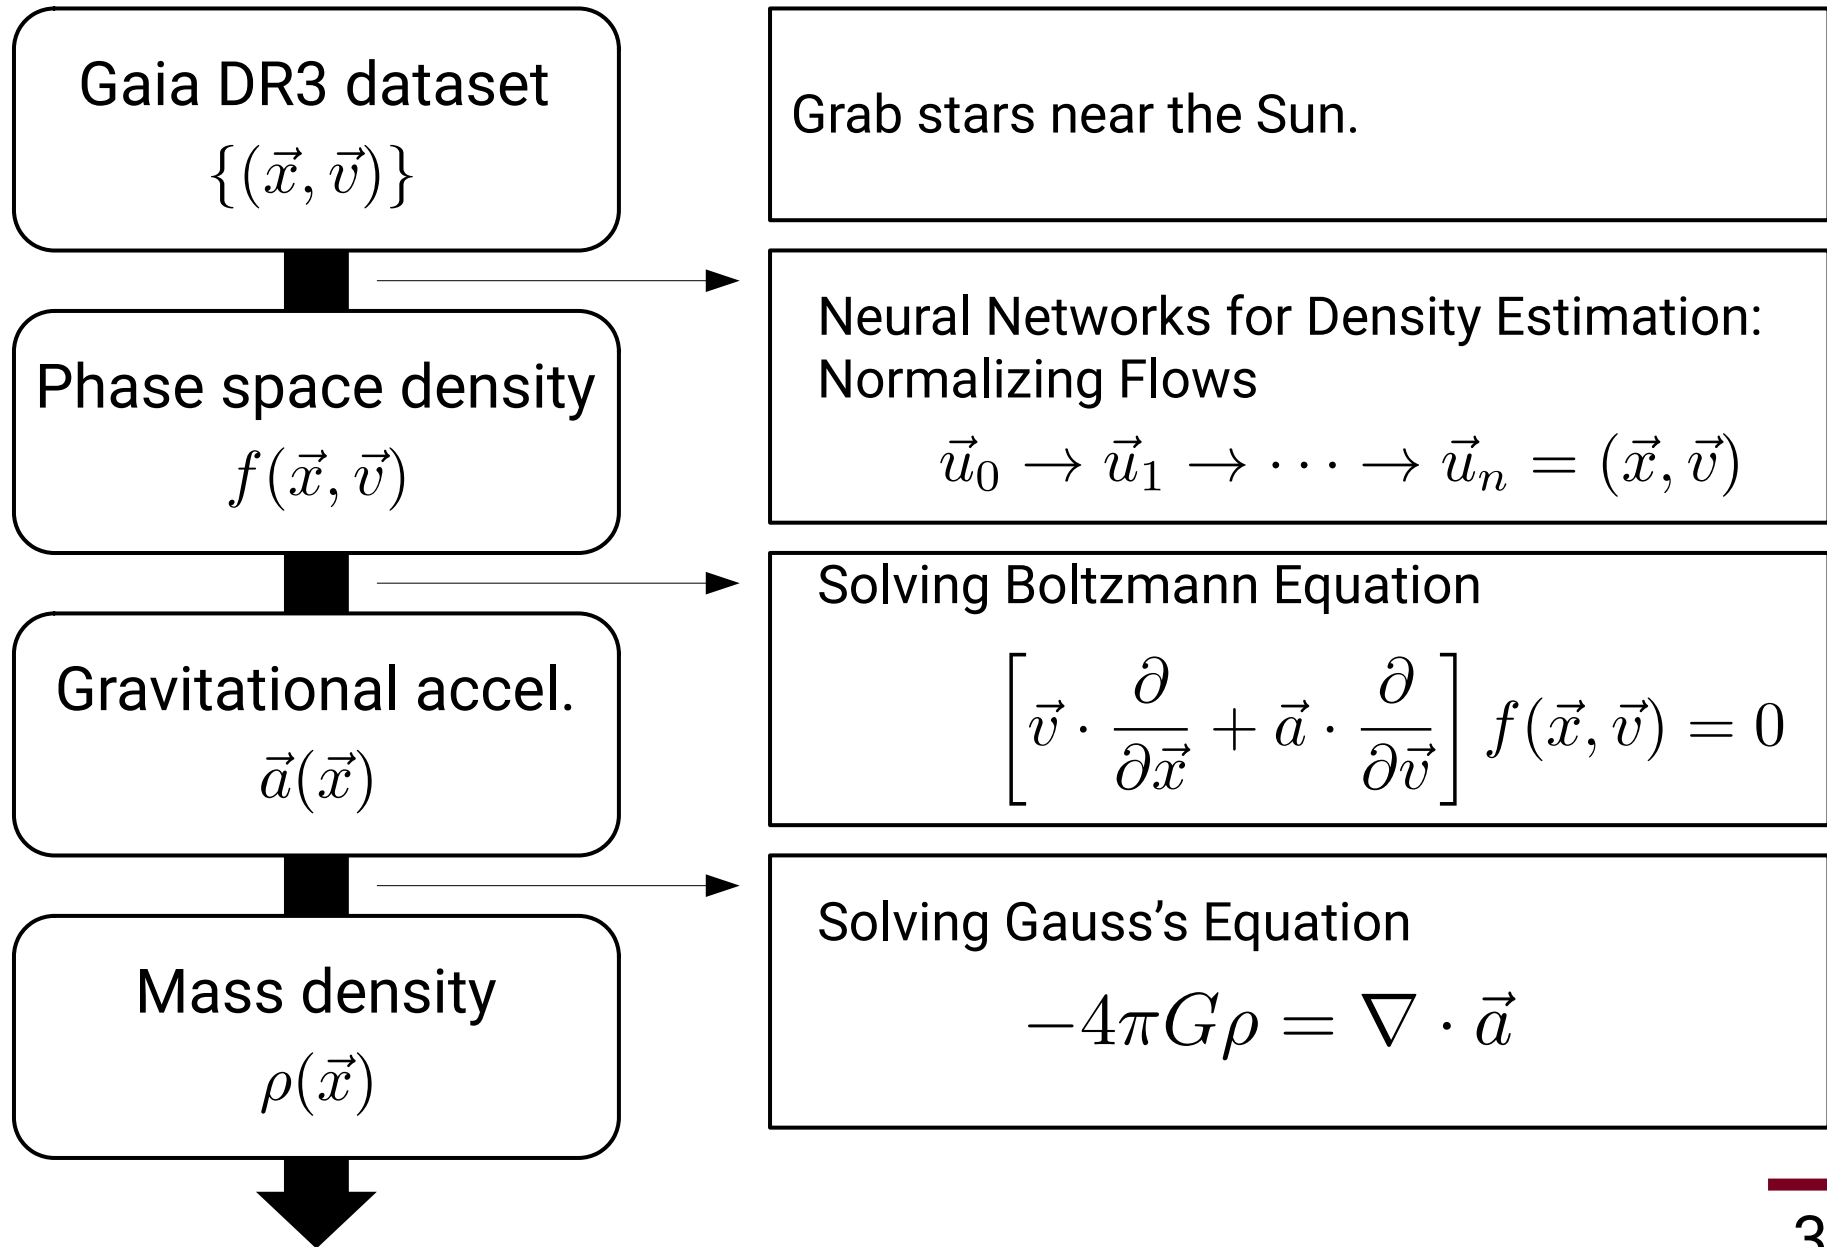 Gaia DR3 dataset
{(x⃗, v⃗)}
Grab stars near the Sun.
Phase space density
f(x⃗, v⃗)
Neural Networks for Density Estimation:
Normalizing Flows
u⃗₀ → u⃗₁ → ⋯ → u⃗ₙ = (x⃗, v⃗)
Gravitational accel.
a⃗(x⃗)
Solving Boltzmann Equation
[v⃗ · ∂/∂x⃗ + a⃗ · ∂/∂v⃗] f(x⃗, v⃗) = 0
Mass density
ρ(x⃗)
Solving Gauss’s Equation
−4πGρ = ∇ · a⃗
3